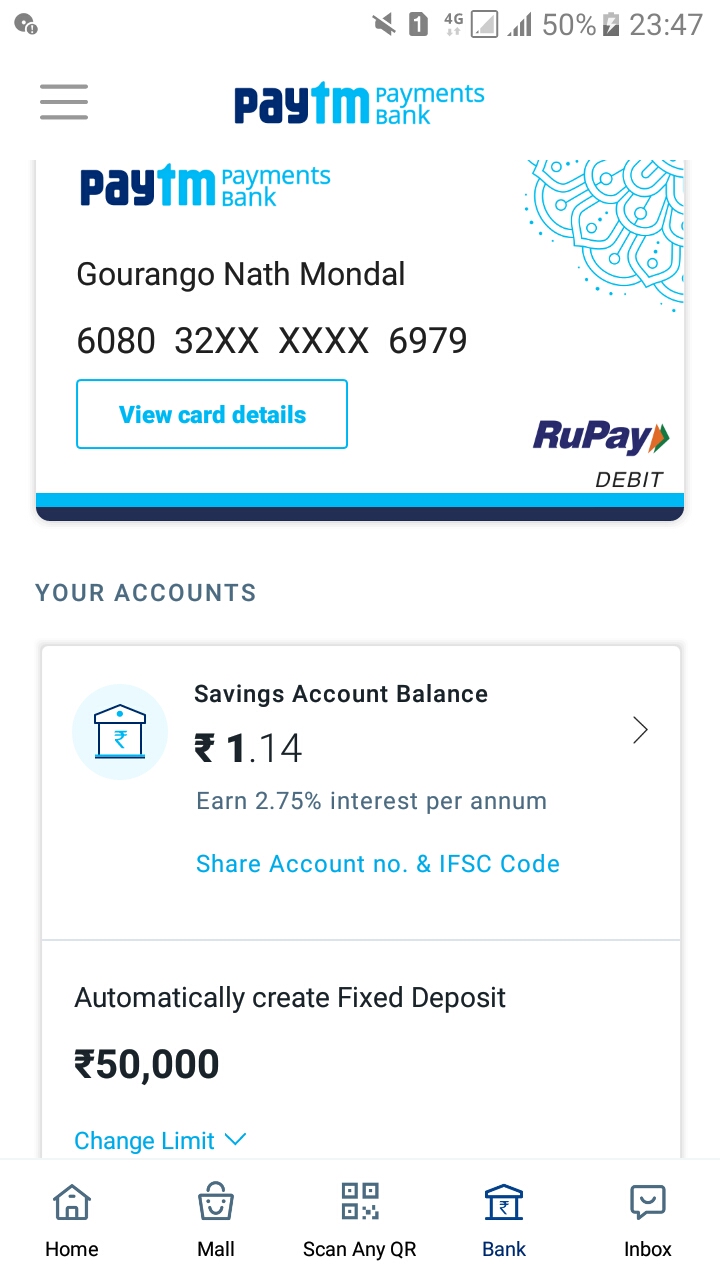 1 4G 50% 23:47
paytm Payments Bank
paytm Payments Bank
Gourango Nath Mondal
6080 32XX XXXX 6979
View card details
RuPay
DEBIT
YOUR ACCOUNTS
Savings Account Balance
₹ 1.14
₹
Earn 2.75% interest per annum
Share Account no. & IFSC Code
Automatically create Fixed Deposit
₹50,000
Change Limit
₹
Home Mall Scan Any QR Bank Inbox